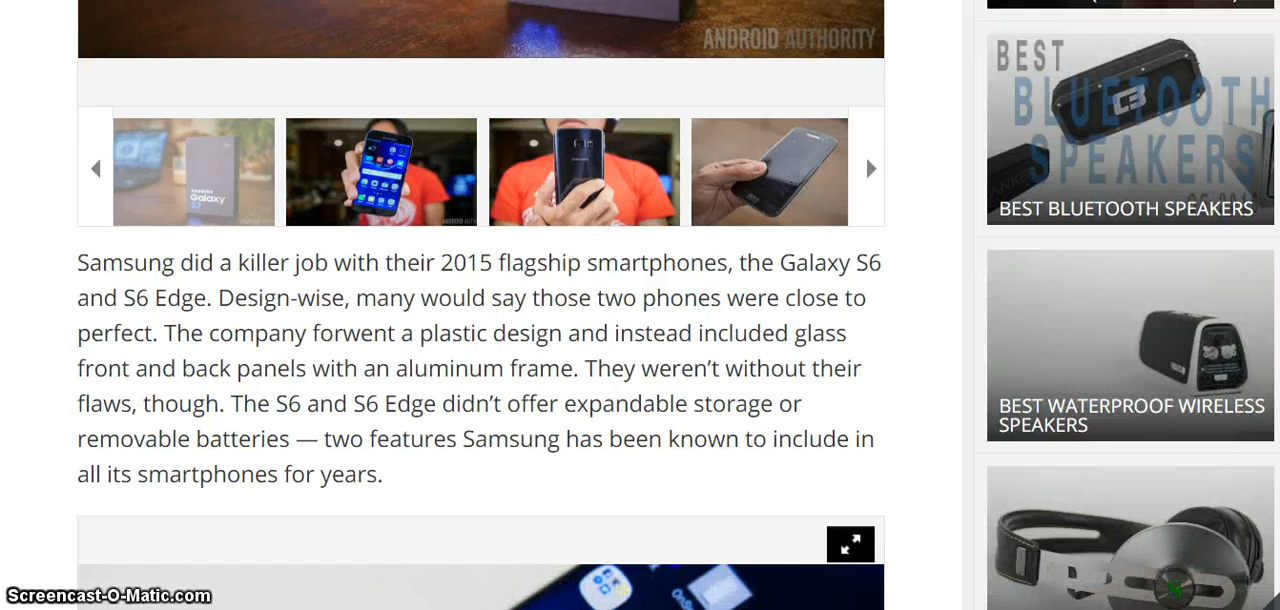 ANDROID AUTHORITY
SAMSUNG
Galaxy S7
Samsung did a killer job with their 2015 flagship smartphones, the Galaxy S6
and S6 Edge. Design-wise, many would say those two phones were close to
perfect. The company forwent a plastic design and instead included glass
front and back panels with an aluminum frame. They weren’t without their
flaws, though. The S6 and S6 Edge didn’t offer expandable storage or
removable batteries — two features Samsung has been known to include in
all its smartphones for years.
BEST
BLUETOOTH
SPEAKERS
BEST BLUETOOTH SPEAKERS
BEST WATERPROOF WIRELESS
SPEAKERS
Screencast-O-Matic.com